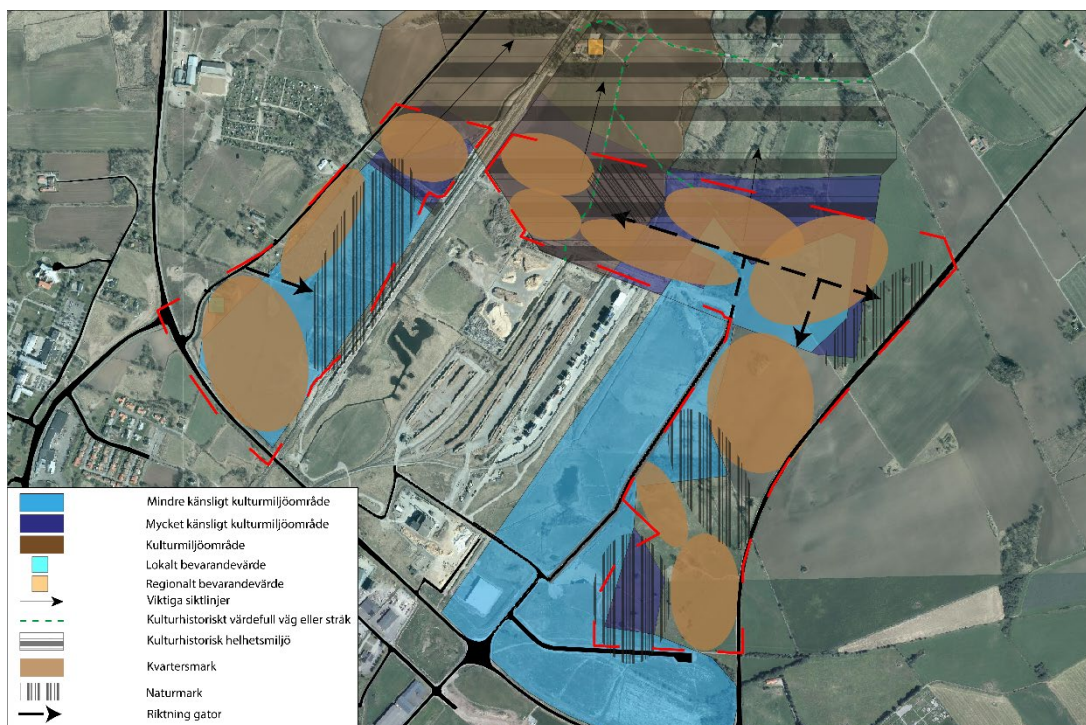 Mindre känsligt kulturmiljöområde
Mycket känsligt kulturmiljöområde
Kulturmiljöområde
Lokalt bevarandevärde
Regionalt bevarandevärde
Viktiga siktlinjer
Kulturhistoriskt värdefull väg eller stråk
Kulturhistorisk helhetsmiljö
Kvartersmark
Naturmark
Riktning gator